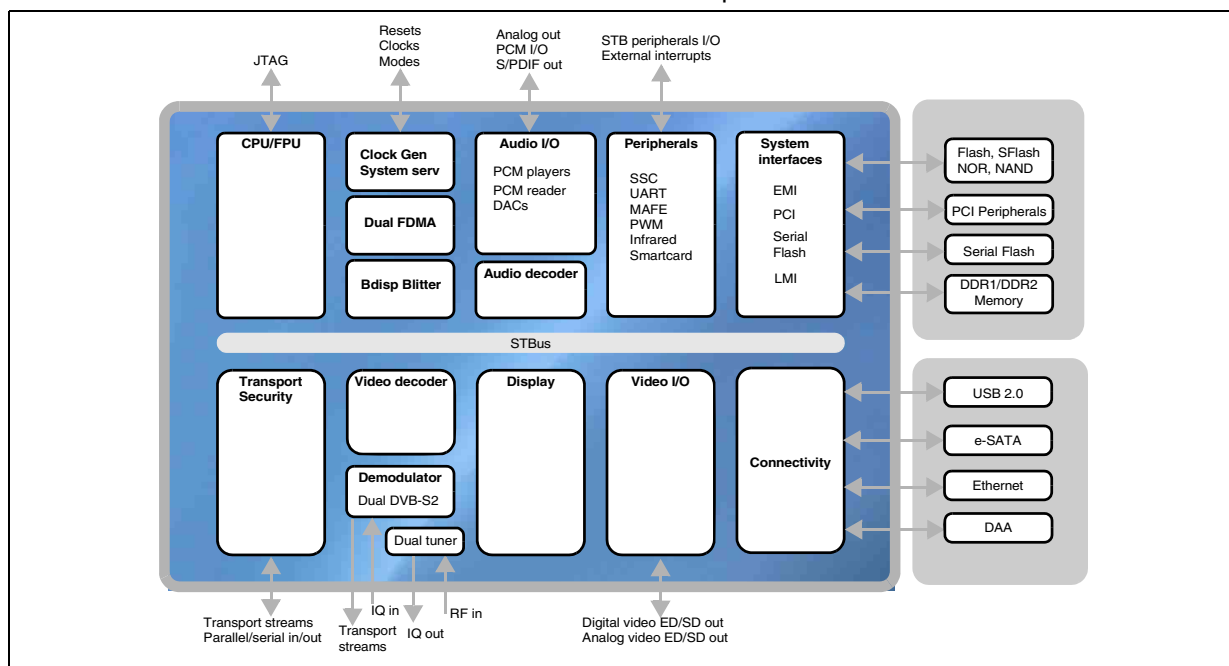 JTAG
Resets
Clocks
Modes
Analog out
PCM I/O
S/PDIF out
STB peripherals I/O
External interrupts
CPU/FPU
Clock Gen
System serv
Dual FDMA
Bdisp Blitter
Audio I/O
PCM players
PCM reader
DACs
Audio decoder
Peripherals
SSC
UART
MAFE
PWM
Infrared
Smartcard
System
interfaces
EMI
PCI
Serial
Flash
LMI
Flash, SFlash
NOR, NAND
PCI Peripherals
Serial Flash
DDR1/DDR2
Memory
STBus
Transport
Security
Video decoder
Demodulator
Dual DVB-S2
Dual tuner
Display
Video I/O
Connectivity
USB 2.0
e-SATA
Ethernet
DAA
Transport streams
Parallel/serial in/out
IQ in
Transport
streams
IQ out
RF in
Digital video ED/SD out
Analog video ED/SD out